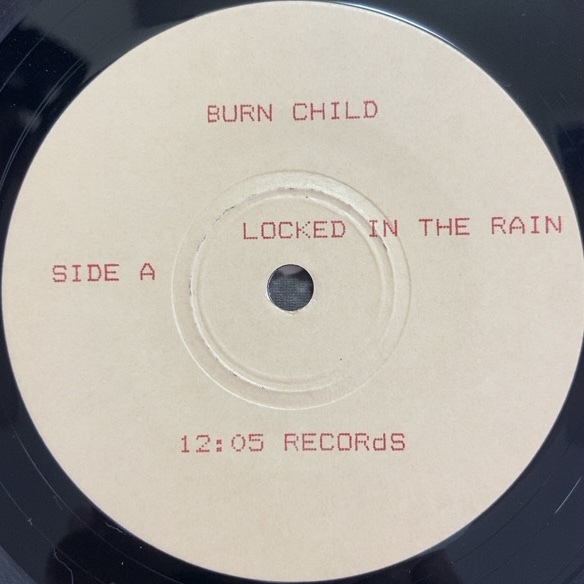 BURN CHILD
LOCKED IN THE RAIN
SIDE A
12:05 RECORdS